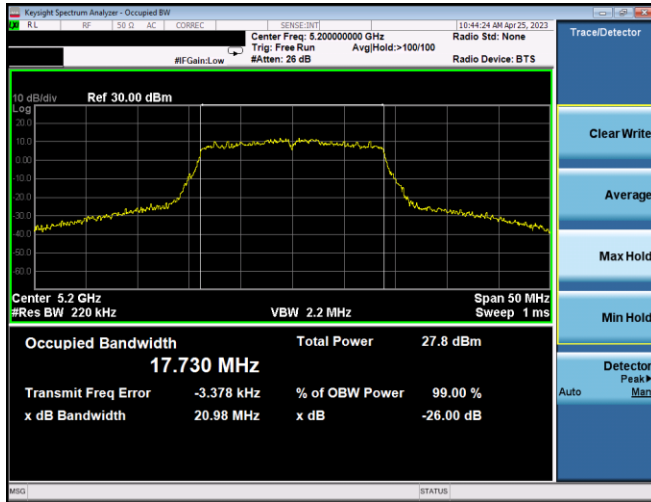 Keysight Spectrum Analyzer - Occupied BW
RL RF 50 Ω AC CORREC SENSE:INT 10:44:24 AM Apr 25, 2023
Center Freq: 5.200000000 GHz Radio Std: None
Trig: Free Run Avg|Hold:>100/100
#IFGain:Low #Atten: 26 dB Radio Device: BTS
Trace/Detector
10 dB/div Ref 30.00 dBm
Log
20.0
10.0
0.00
-10.0
-20.0
-30.0
-40.0
-50.0
-60.0
Center 5.2 GHz Span 50 MHz
#Res BW 220 kHz VBW 2.2 MHz Sweep 1 ms
Occupied Bandwidth Total Power 27.8 dBm
17.730 MHz
Transmit Freq Error -3.378 kHz % of OBW Power 99.00 %
x dB Bandwidth 20.98 MHz x dB -26.00 dB
Clear Write
Average
Max Hold
Min Hold
Detector
Peak
Auto Man
MSG STATUS